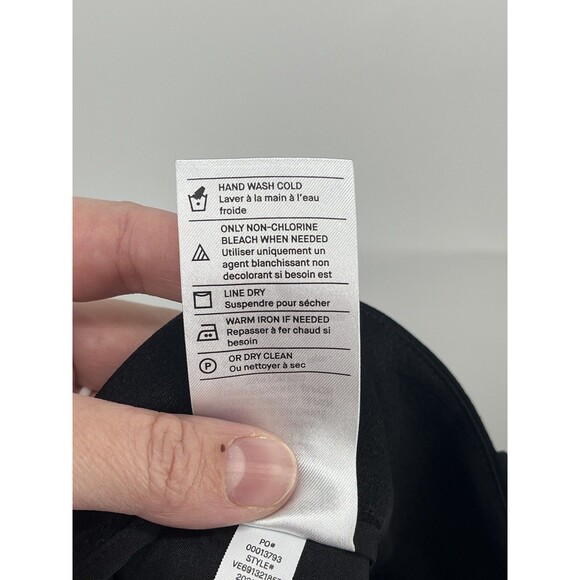 HAND WASH COLD
Laver à la main à l'eau
froide
ONLY NON-CHLORINE
BLEACH WHEN NEEDED
Utiliser uniquement un
agent blanchissant non
decolorant si besoin est
LINE DRY
Suspendre pour sécher
WARM IRON IF NEEDED
Repasser à fer chaud si
besoin
P
OR DRY CLEAN
Ou nettoyer à sec
PO#
00013793
STYLE#